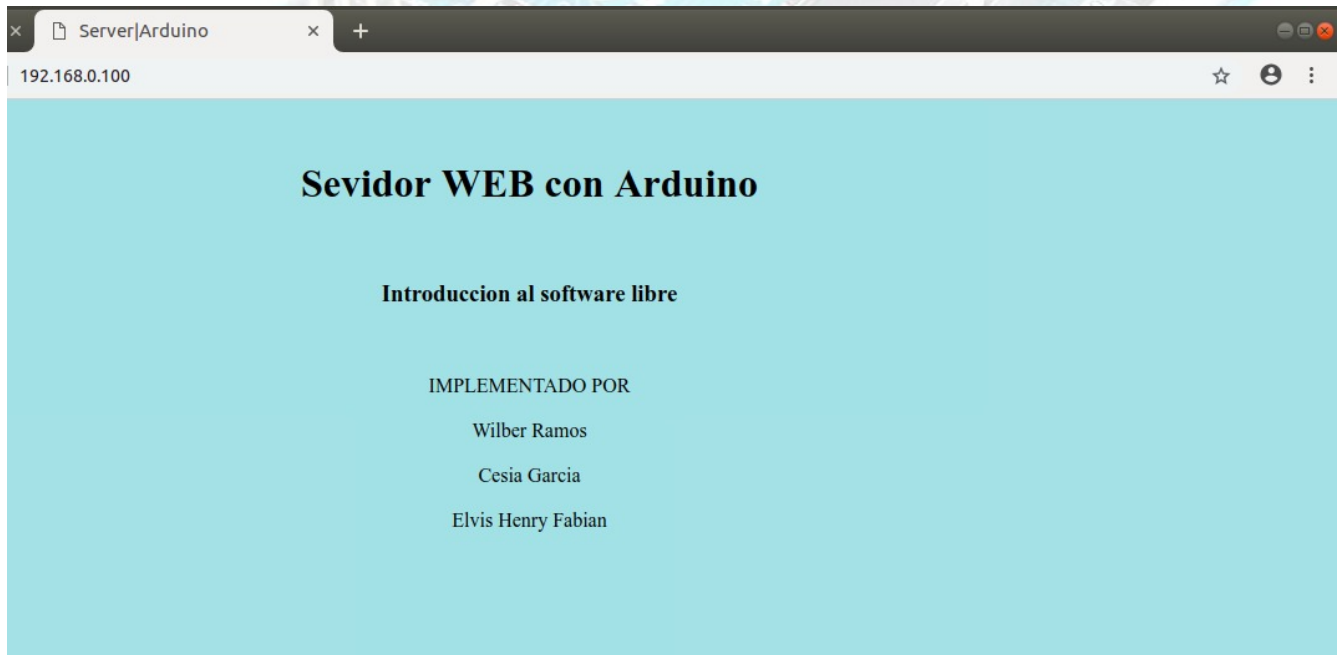 Server|Arduino
192.168.0.100
Sevidor WEB con Arduino
Introduccion al software libre
IMPLEMENTADO POR
Wilber Ramos
Cesia Garcia
Elvis Henry Fabian